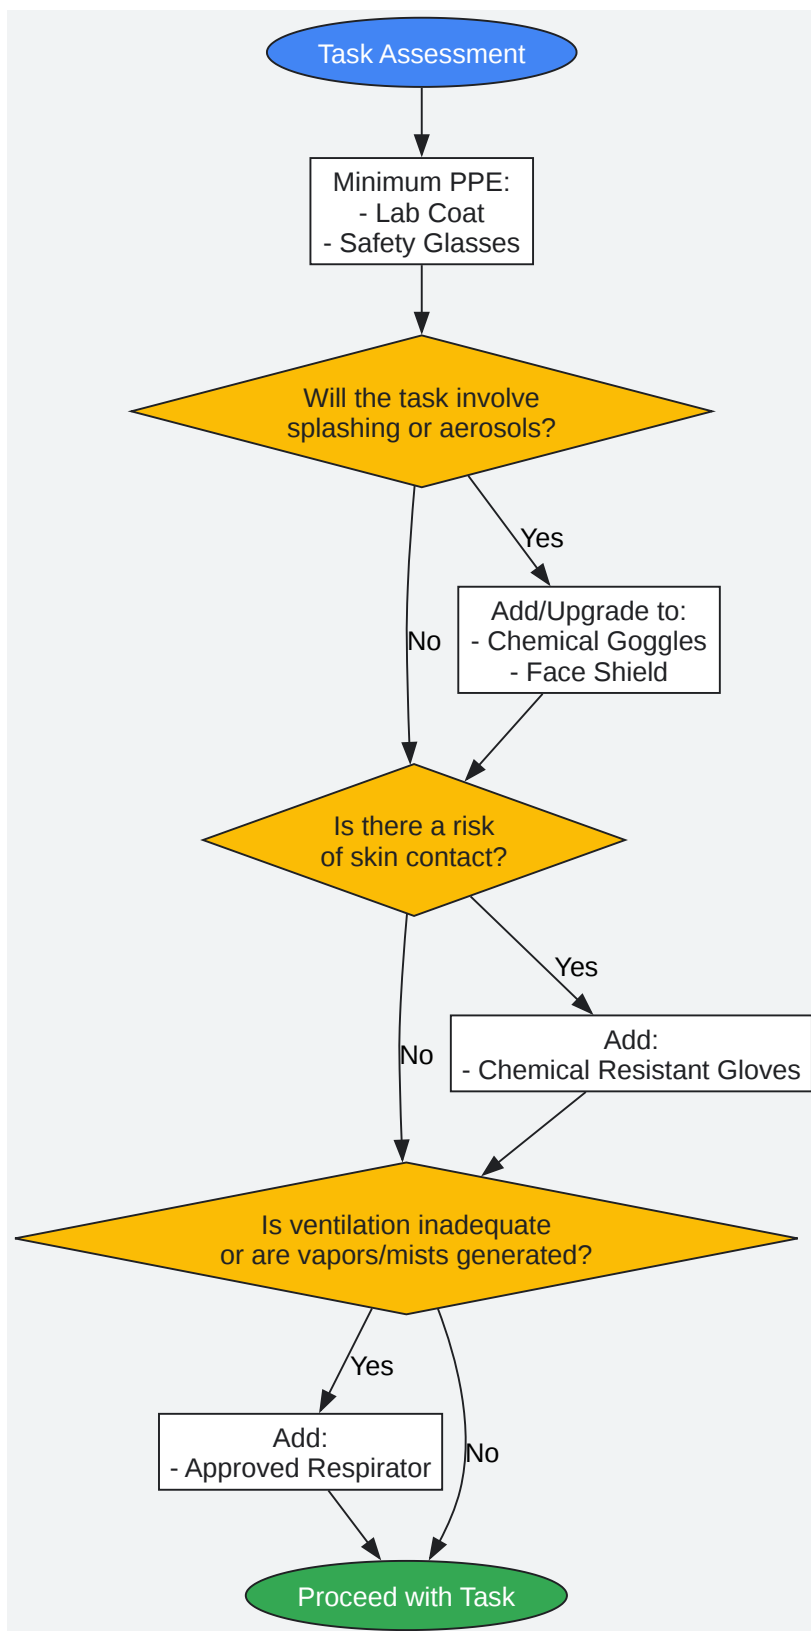 Task Assessment
Minimum PPE:
- Lab Coat
- Safety Glasses
Will the task involve
splashing or aerosols?
Yes
Add/Upgrade to:
- Chemical Goggles
- Face Shield
No
Is there a risk
of skin contact?
Yes
Add:
- Chemical Resistant Gloves
No
Is ventilation inadequate
or are vapors/mists generated?
Yes
Add:
- Approved Respirator
No
Proceed with Task